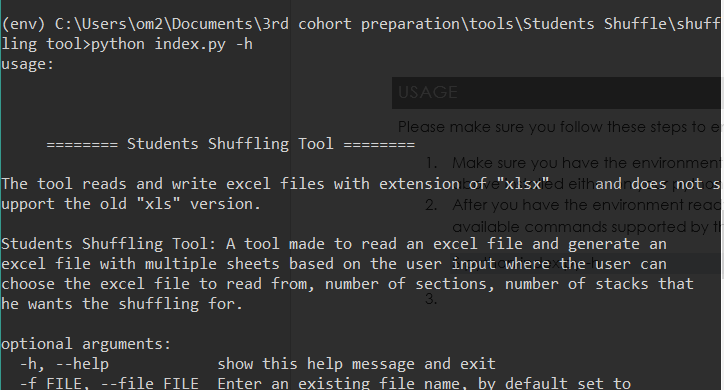 (env) C:\Users\om2\Documents\3rd cohort preparation\tools\Students Shuffle\shuff
ling tool>python index.py -h
usage:
======== Students Shuffling Tool ========
The tool reads and write excel files with extension of "xlsx"    and does not s
upport the old "xls" version.
Students Shuffling Tool: A tool made to read an excel file and generate an
excel file with multiple sheets based on the user input where the user can
choose the excel file to read from, number of sections, number of stacks that
he wants the shuffling for.
optional arguments:
-h, --help            show this help message and exit
-f FILE, --file FILE  Enter an existing file name, by default set to
USAGE
Please make sure you follow these steps to
1. Make sure you have the environment
2. After you have the environment
available commands supported by
3.